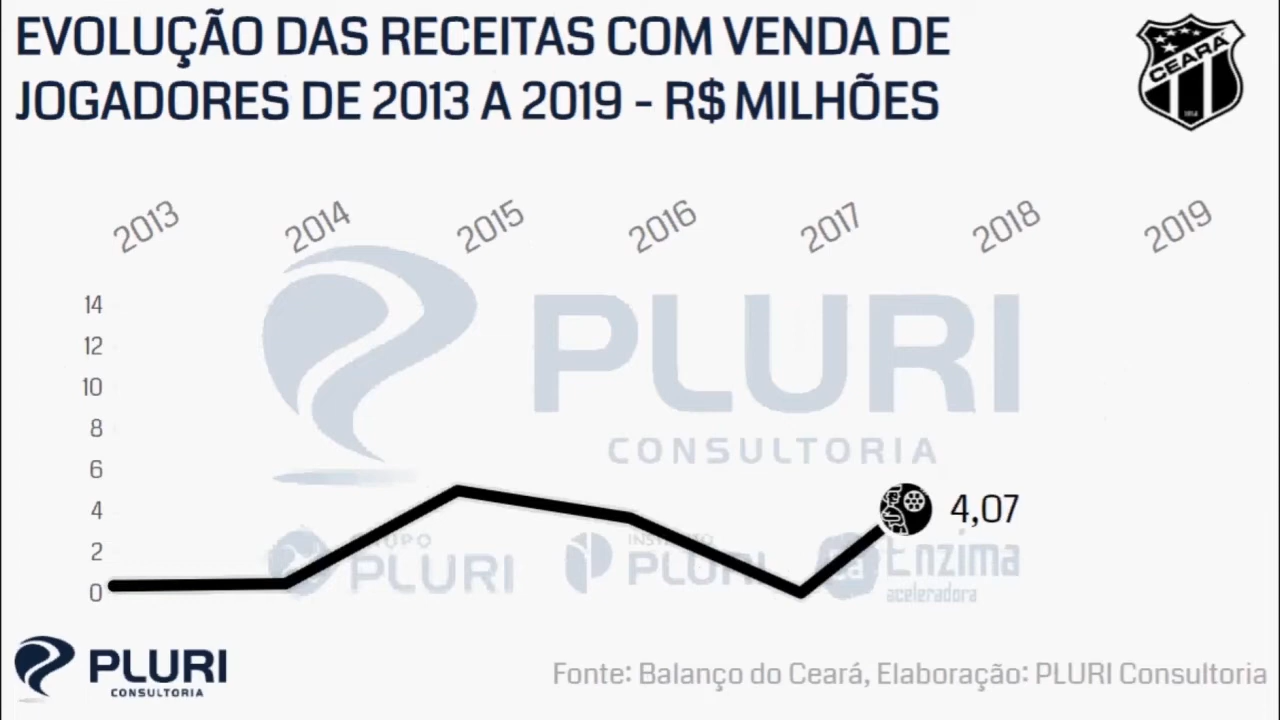 EVOLUÇÃO DAS RECEITAS COM VENDA DE
JOGADORES DE 2013 A 2019 - R$ MILHÕES
CEARÁ
1914
2013 2014 2015 2016 2017 2018 2019
14
12
10
8
6
4
2
0
PLURI
CONSULTORIA
4,07
GRUPO
PLURI
INSTITUTO
PLURI
Enzima
aceleradora
PLURI
CONSULTORIA
Fonte: Balanço do Ceará, Elaboração: PLURI Consultoria